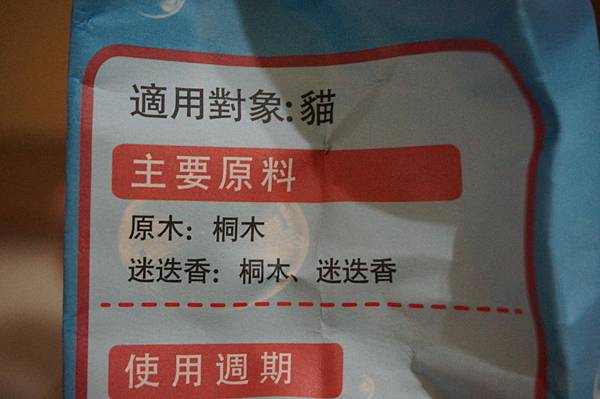 適用對象:貓
主要原料
原木：桐木
迷迭香：桐木、迷迭香
使用週期